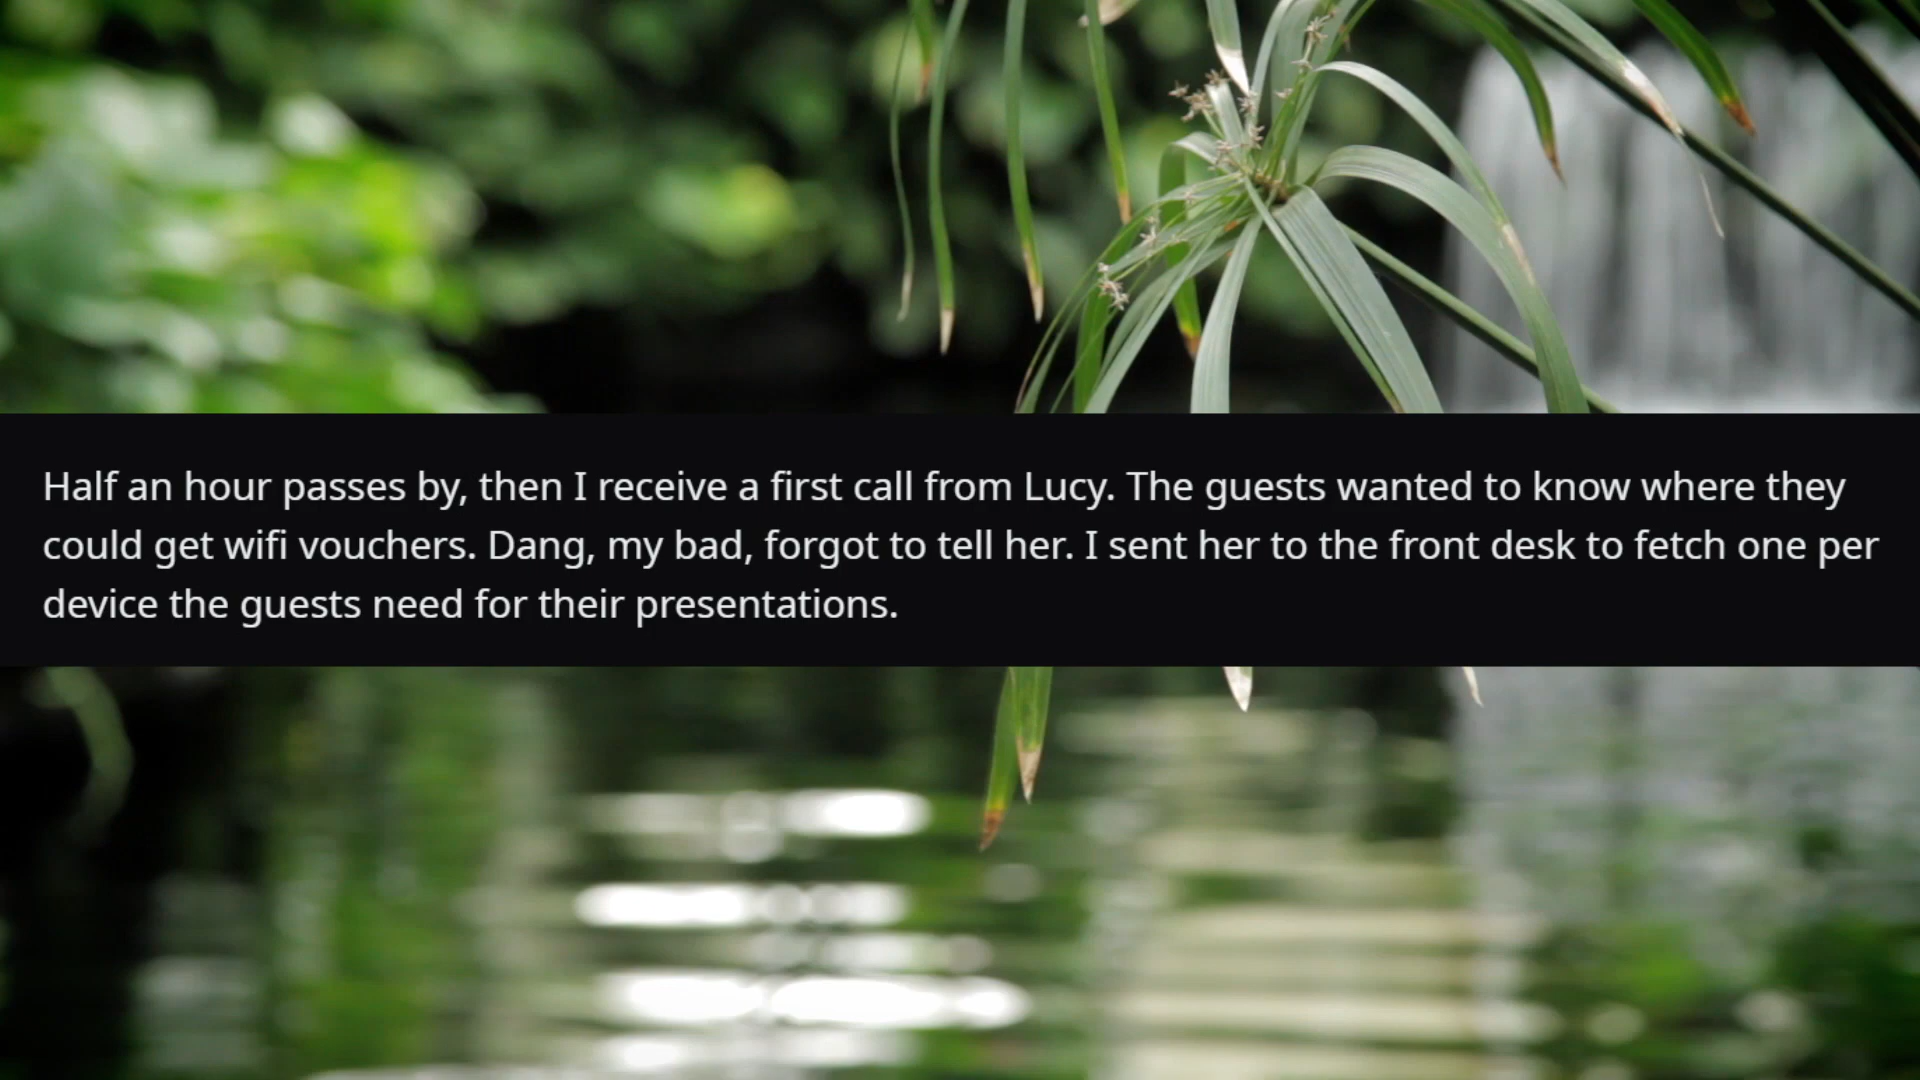 Half an hour passes by, then I receive a first call from Lucy. The guests wanted to know where they
could get wifi vouchers. Dang, my bad, forgot to tell her. I sent her to the front desk to fetch one per
device the guests need for their presentations.